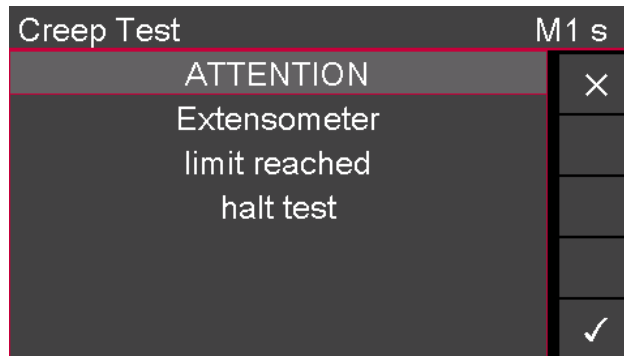 Creep Test M1 s
ATTENTION
Extensometer
limit reached
halt test